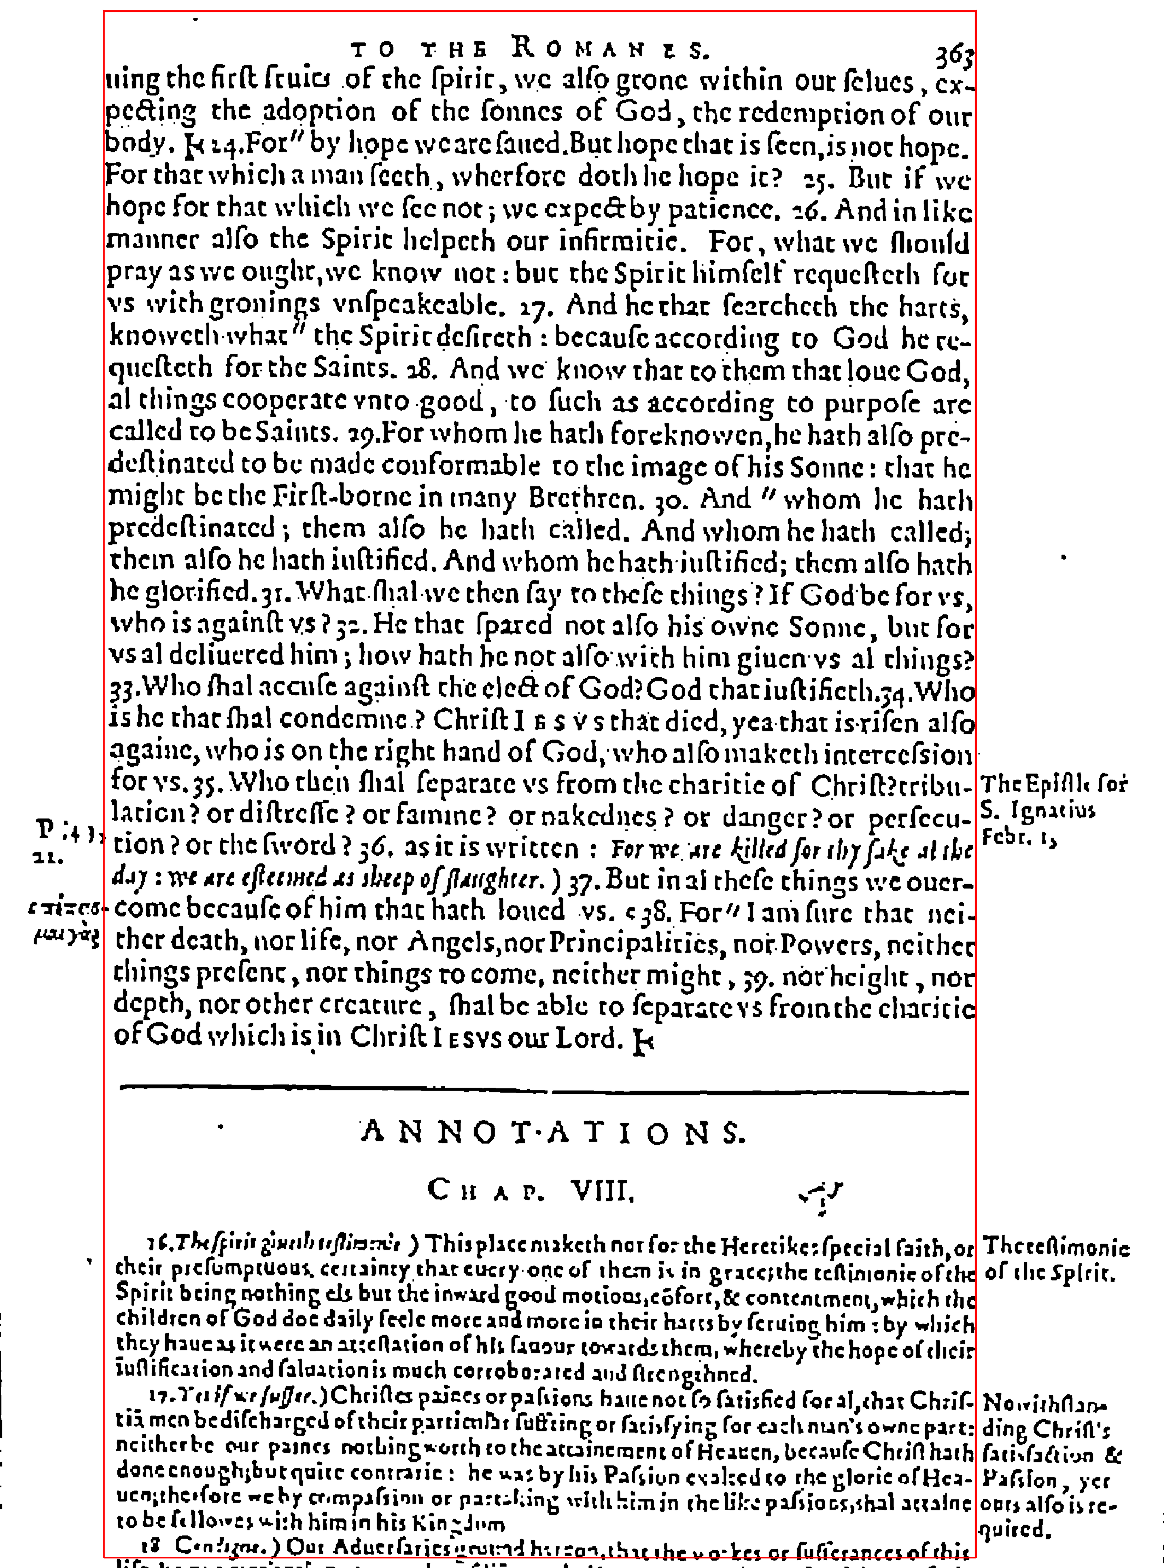 TO THE ROMANES. 363
uing the first fruits of the ſpirit, we alſo grone within our ſelues, ex-
pecting the adoption of the ſonnes of God, the redemption of our
body. 24. For″ by hope we are ſaued. But hope that is ſeen, is not hope.
For that which a man ſeeth, wherfore doth he hope it? 25. But if we
hope for that which we ſee not; we expect by patience. 26. And in like
manner alſo the Spirit helpeth our infirmitie. For, what we ſhould
pray as we ought, we know not: but the Spirit himſelf requeſteth for
vs with gronings vnſpeakeable. 27. And he that ſearcheth the harts,
knoweth what″ the Spirit deſireth: becauſe according to God he re-
queſteth for the Saints. 28. And we know that to them that loue God,
al things cooperate vnto good, to ſuch as according to purpoſe are
called to be Saints. 29. For whom he hath foreknowen, he hath alſo pre-
deſtinated to be made conformable to the image of his Sonne: that he
might be the Firſt-borne in many Brethren. 30. And ″ whom he hath
predeſtinated; them alſo he hath called. And whom he hath called;
them alſo he hath iuſtified. And whom he hath iuſtified; them alſo hath
he glorified. 31. What ſhal we then ſay to theſe things? If God be for vs,
who is againſt vs? 32. He that ſpared not alſo his owne Sonne, but for
vs al deliuered him; how hath he not alſo with him giuen vs al things?
33. Who ſhal accuſe againſt the elect of God? God that iuſtifieth. 34. Who
is he that ſhal condemne? Chriſt IESVS that died, yea that is riſen alſo
againe, who is on the right hand of God, who alſo maketh interceſsion
for vs. 35. Who then ſhal ſeparate vs from the charitie of Chriſt? tribu-
lation? or diſtreſſe? or famine? or nakednes? or danger? or perſecu-
tion? or the ſword? 36. as it is written: For we are killed for thy ſake al the
day: we are eſteemed as sheep of ſlaughter.) 37. But in al theſe things we ouer-
come becauſe of him that hath loued vs. c 38. For″ I am ſure that nei-
ther death, nor life, nor Angels, nor Principalities, nor Powers, neither
things preſent, nor things to come, neither might, 39. nor height, nor
depth, nor other creature, ſhal be able to ſeparate vs from the charitie
of God which is in Chriſt IESVS our Lord.
The Epiſtle for
S. Ignatius
Febr. 1,
21.
ANNOTATIONS.
CHAP. VIII.
16. The ſpirit giueth teſtimonie) This place maketh not for the Heretikes ſpecial faith, or
their preſumptuous certainty that euery one of them is in grace; the teſtimonie of the
Spirit being nothing els but the inward good motions, cõfort, & contentment, which the
children of God doe daily feele more and more in their harts by ſeruing him: by which
they haue as it were an atteſtation of his fauour towards them, whereby the hope of their
iuſtification and ſaluation is much corroborated and ſtrengthned.
17. Yet if we ſuffer.) Chriſtes paines or paſsions haue not ſo ſatisfied for al, that Chriſ-
tiã men be diſcharged of their particular ſuffring or ſatisfying for each man's owne part:
neither be our paines nothing worth to the attainement of Heauen, becauſe Chriſt hath
done enough; but quite contrarie: he was by his Paſsion exalted to the glorie of Hea-
uen; therfore we by compaſsion or partaking with him in the like paſsions, ſhal attaine
to be fellowes with him in his Kingdom
18 Condigne.) Our Aduerſaries ground hereon, that the workes or ſufferances of this
The teſtimonie
of the Spirit.
Notwithſtan-
ding Chriſt's
ſatisfaction &
Paſsion, yet
ours alſo is re-
quired.